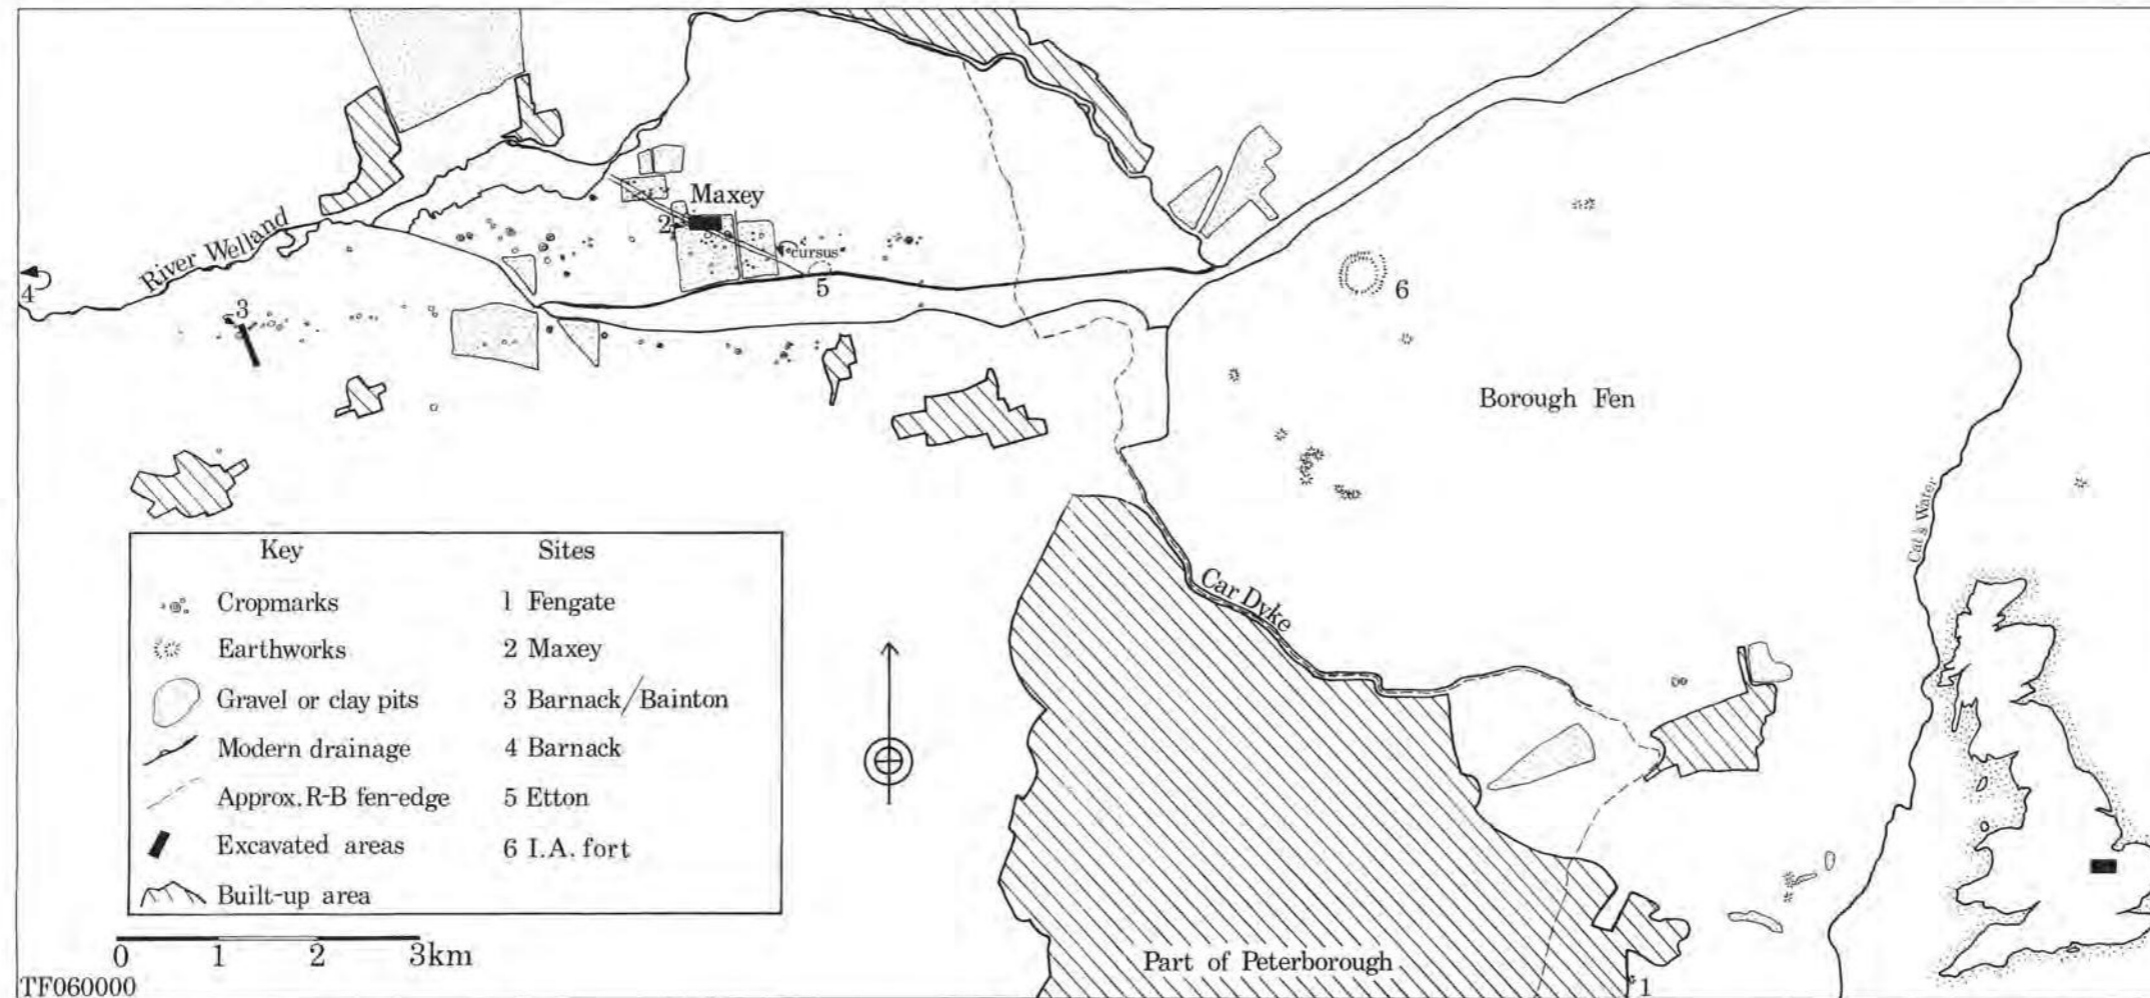 Maxey
2
cursus
River Welland
4
3
5
6
Borough Fen
Cat's Water
Car Dyke
Key
Cropmarks
Earthworks
Gravel or clay pits
Modern drainage
Approx. R-B fen-edge
Excavated areas
Built-up area
Sites
1 Fengate
2 Maxey
3 Barnack/Bainton
4 Barnack
5 Etton
6 I.A. fort
0 1 2 3km
TF060000
Part of Peterborough
1